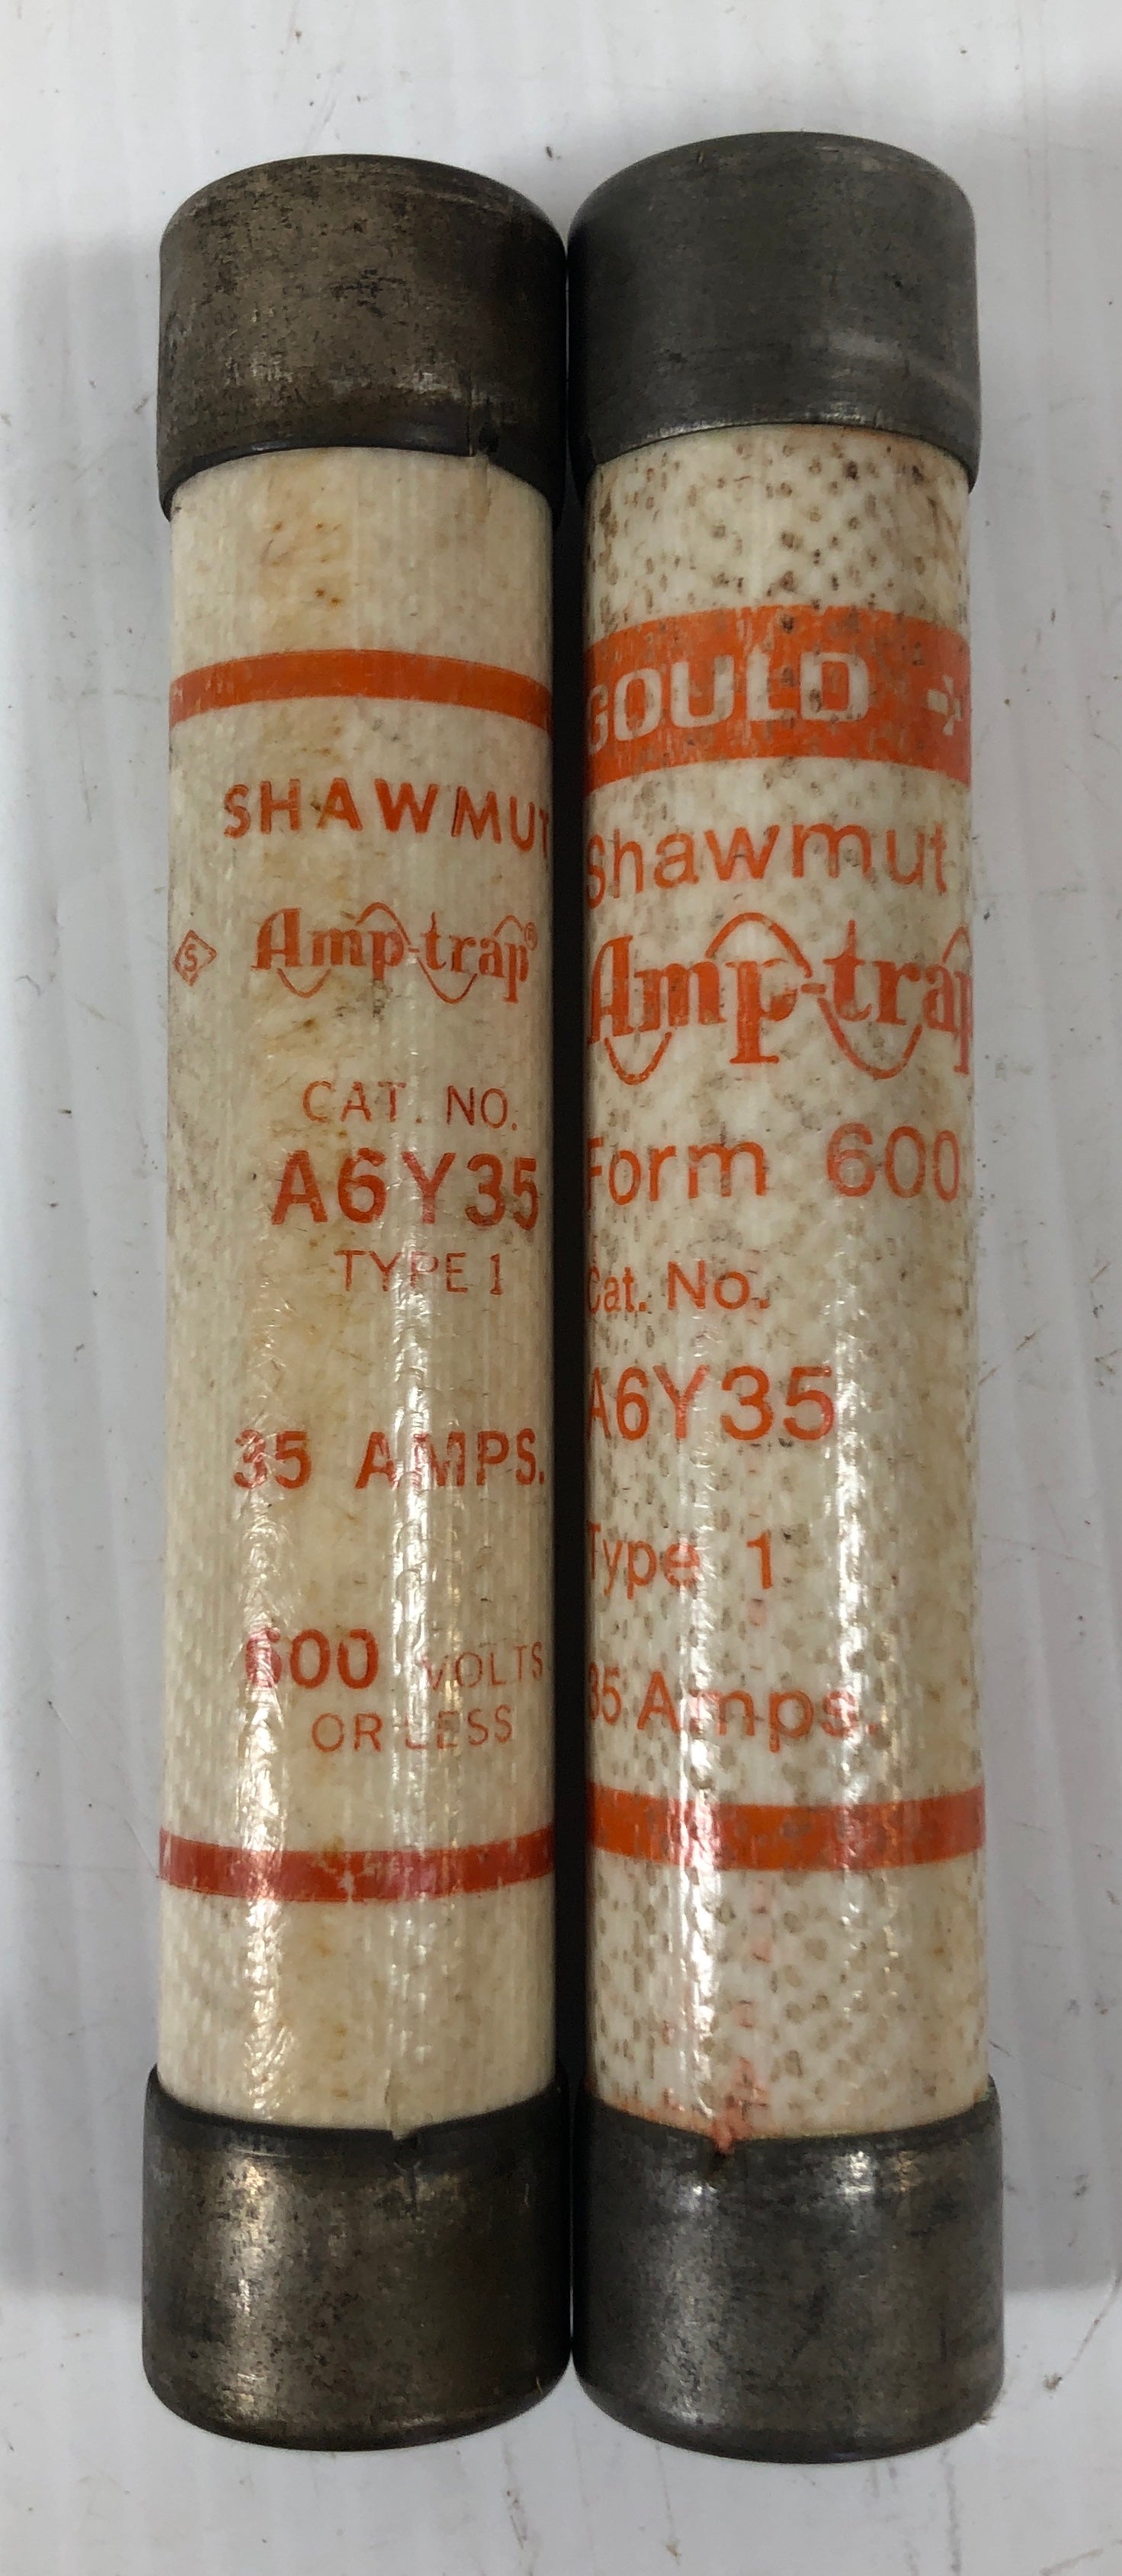 SHAWMUT
S
Amp-trap®
CAT. NO.
A6Y35
TYPE 1
35 AMPS.
600 VOLTS
OR LESS
GOULD
Shawmut
Amp-trap
Form 600
Cat. No.
A6Y35
Type 1
35 Amps.